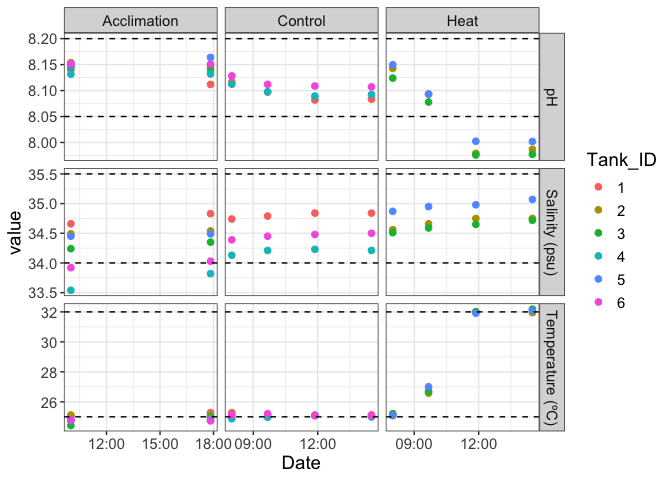 Acclimation Control Heat
8.20
8.15
8.10
8.05
8.00
pH
35.5
35.0
34.5
34.0
33.5
Salinity (psu)
32
30
28
26
Temperature (°C)
value
12:00 15:00 18:00 09:00 12:00 09:00 12:00
Date
Tank_ID
1
2
3
4
5
6